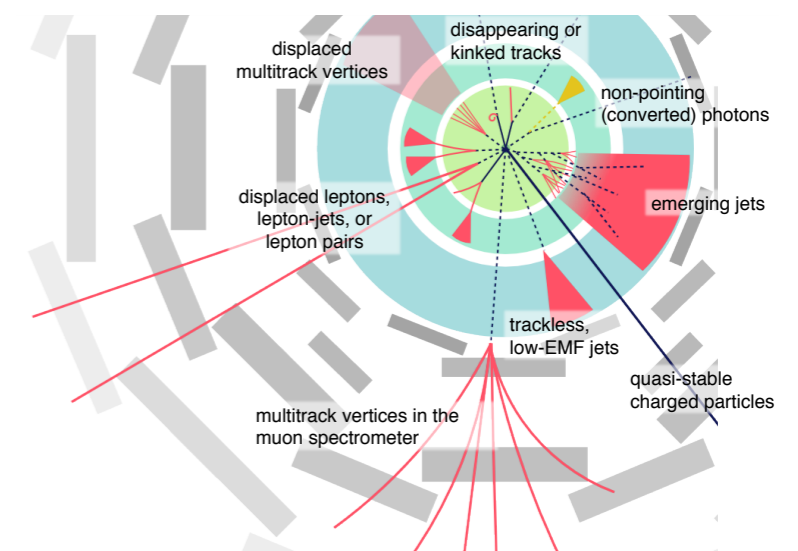 disappearing or
kinked tracks
displaced
multitrack vertices
non-pointing
(converted) photons
displaced leptons,
lepton-jets, or
lepton pairs
emerging jets
trackless,
low-EMF jets
quasi-stable
charged particles
multitrack vertices in the
muon spectrometer